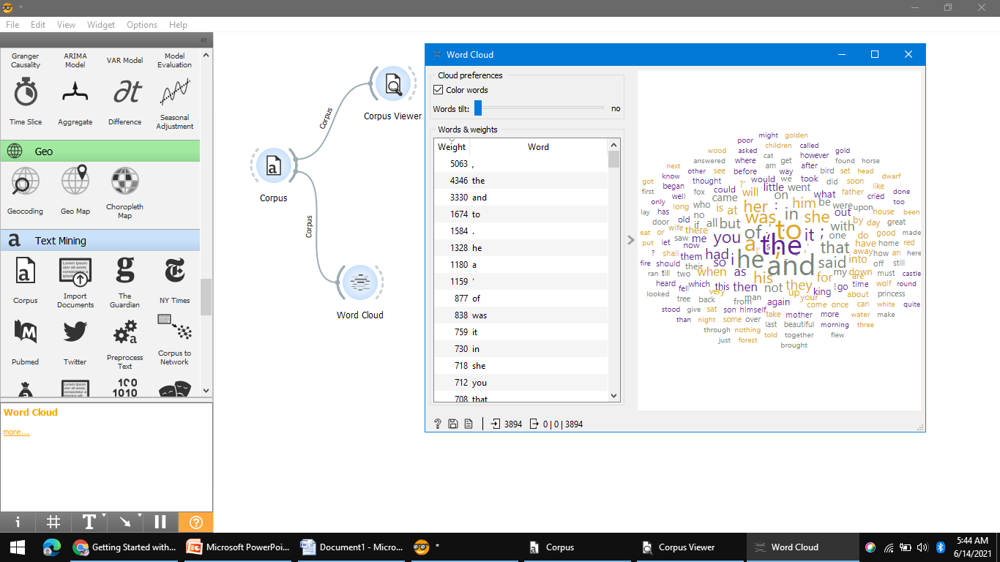 *
File Edit View Widget Options Help
Granger Causality ARIMA Model VAR Model Model Evaluation
Time Slice Aggregate Difference Seasonal Adjustment
Geo
Geocoding Geo Map Choropleth Map
a Text Mining
Corpus Import Documents The Guardian NY Times
Pubmed Twitter Preprocess Text Corpus to Network
Word Cloud
more...
Corpus
Corpus
Corpus
Corpus Viewer
Word Cloud
Word Cloud
Cloud preferences
Color words
Words tilt: no
Words & weights
Weight Word
5063 ,
4346 the
3330 and
1674 to
1584 .
1328 he
1180 a
1159 ‘
877 of
838 was
759 it
730 in
718 she
712 you
708 that
? 3894 0 | 0 | 3894
might golden
poor
wood asked children called
cat however gold
answered where am get after found horse
next other see before way bird set head
know ?’ would we took did soon dwarf
got began thought little went father like
first well fox could will on what cried done
only who came her : him be were upon too
lay has long no is at was in she out house been
door old if all but by day great
eat or wife there of ; to it ; with one do good made
put let saw me you a the that have home red
now away how an here
? shall them had i he and said into
fire should their so off still
ran till two when as his my down must castle
heard which this then not for they are wolf round
looked fell very king ! go time princess
tree back from man again up your about
stood give sat son himself come once can white quite
than night some over take mother more water make
last beautiful morning three
through nothing told together flew
just forest brought
Getting Started with... Microsoft PowerPoi... Document1 - Micro... * Corpus Corpus Viewer Word Cloud
5:44 AM
6/14/2021